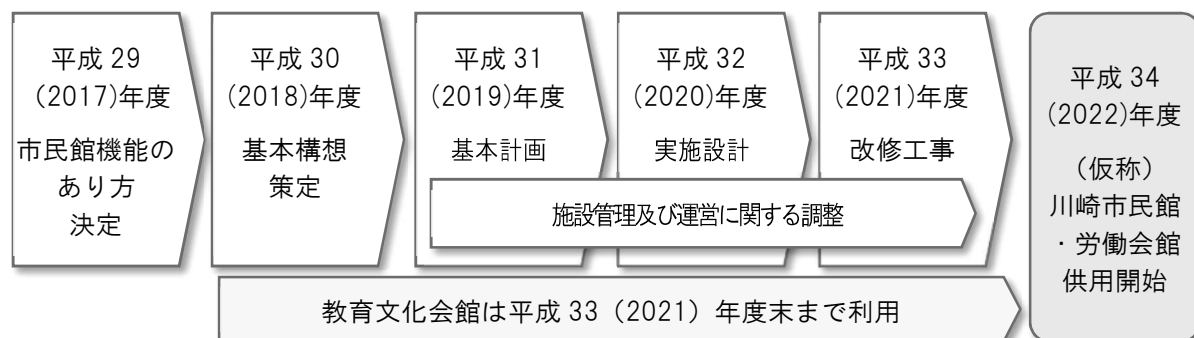 平成 29
(2017)年度
市民館機能の
あり方
決定
平成 30
(2018)年度
基本構想
策定
平成 31
(2019)年度
基本計画
平成 32
(2020)年度
実施設計
平成 33
(2021)年度
改修工事
施設管理及び運営に関する調整
教育文化会館は平成 33（2021）年度末まで利用
平成 34
(2022)年度
（仮称）
川崎市民館
・労働会館
供用開始